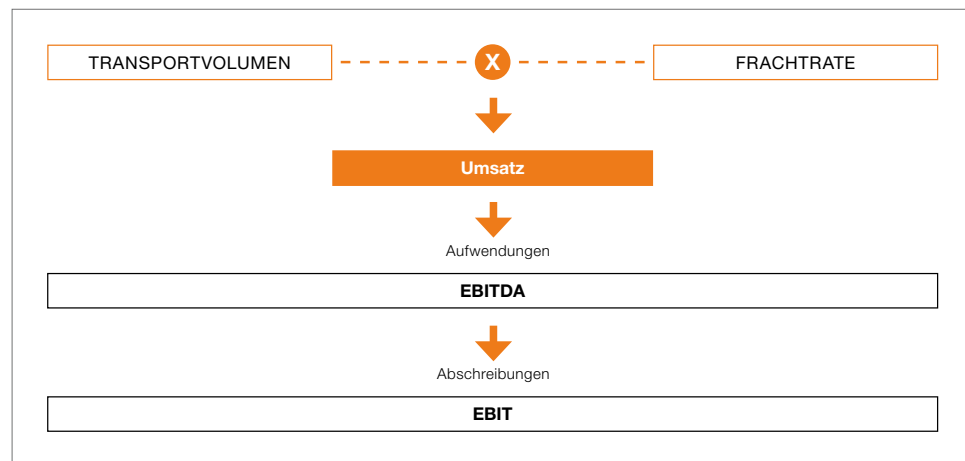 TRANSPORTVOLUMEN X FRACHTRATE
Umsatz
Aufwendungen
EBITDA
Abschreibungen
EBIT